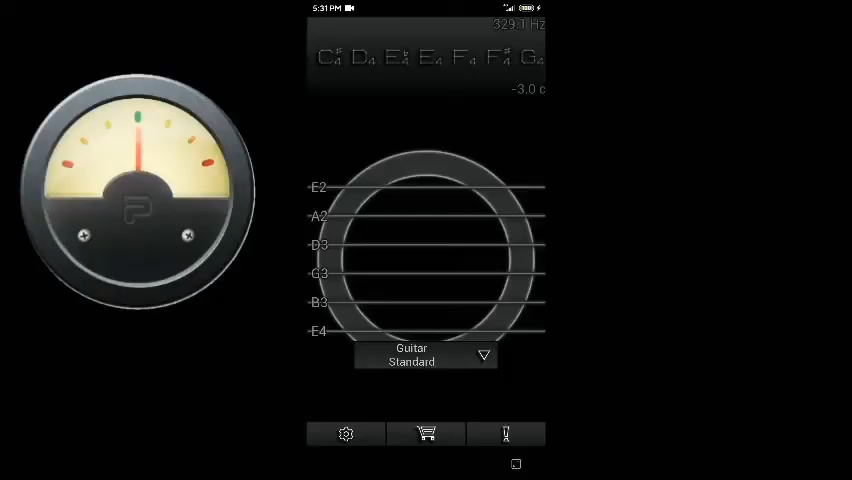 5:31 PM
329.1 Hz
C♯4 D4 E♭4 E4 F4 F♯4 G4
-3.0 c
E2
A2
D3
G3
B3
E4
Guitar
Standard